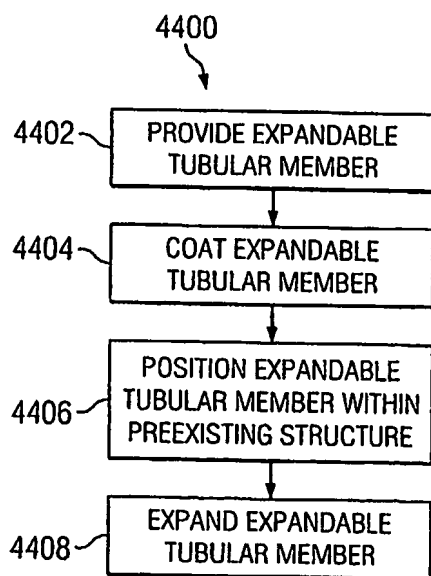 4400
4402
PROVIDE EXPANDABLE
TUBULAR MEMBER
4404
COAT EXPANDABLE
TUBULAR MEMBER
4406
POSITION EXPANDABLE
TUBULAR MEMBER WITHIN
PREEXISTING STRUCTURE
4408
EXPAND EXPANDABLE
TUBULAR MEMBER